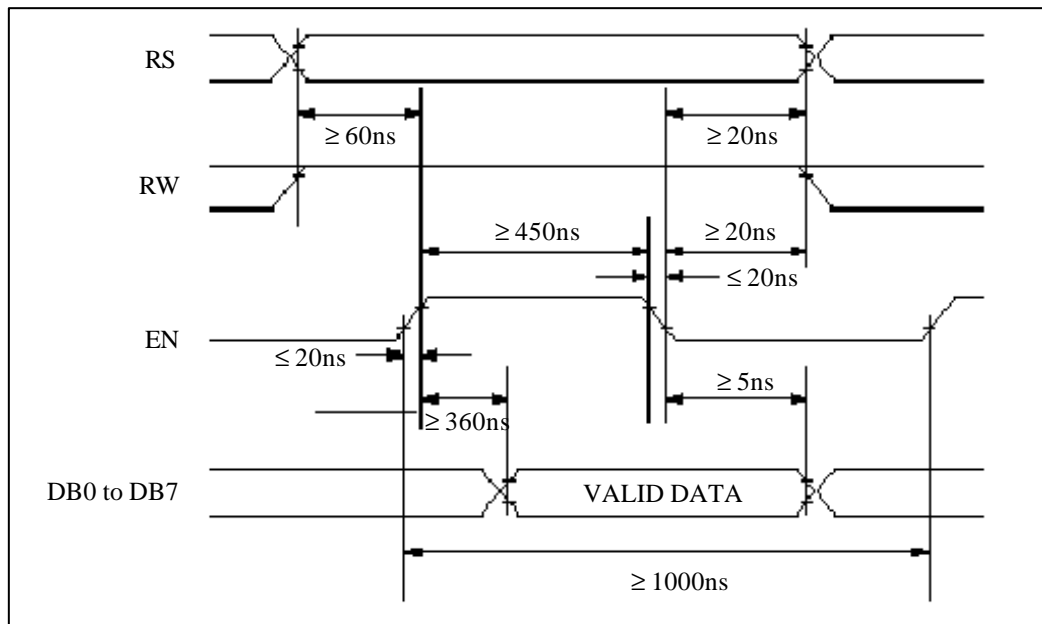 RS
≥ 60ns
≥ 20ns
RW
≥ 450ns
≥ 20ns
≤ 20ns
EN
≤ 20ns
≥ 5ns
≥ 360ns
DB0 to DB7
VALID DATA
≥ 1000ns